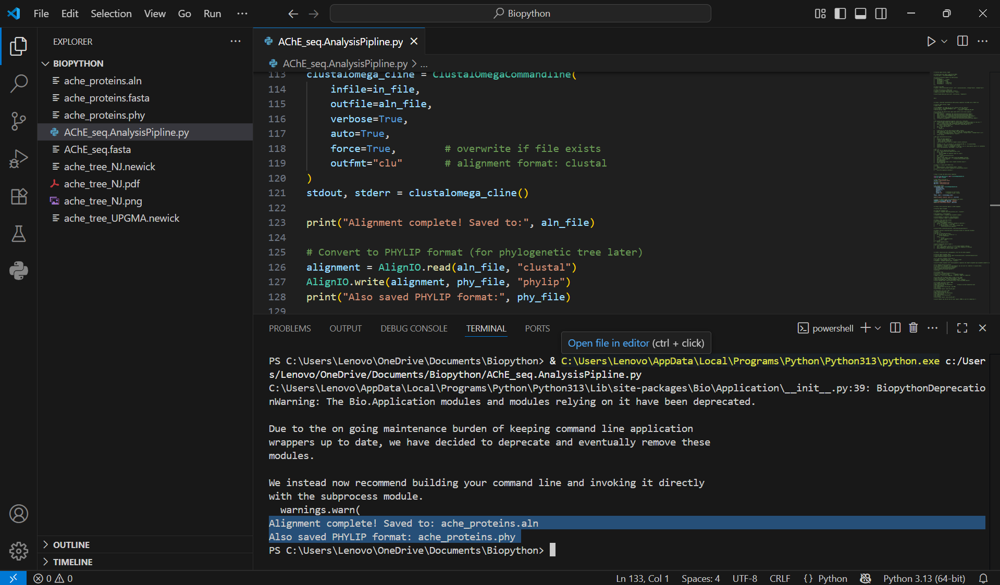 File Edit Selection View Go Run ···
Biopython
EXPLORER ···
BIOPYTHON
ache_proteins.aln
ache_proteins.fasta
ache_proteins.phy
AChE_seq.AnalysisPipline.py
AChE_seq.fasta
ache_tree_NJ.newick
ache_tree_NJ.pdf
ache_tree_NJ.png
ache_tree_UPGMA.newick
OUTLINE
TIMELINE
AChE_seq.AnalysisPipline.py
AChE_seq.AnalysisPipline.py > ...
113 clustalomega_cline = ClustalOmegaCommandline(
114 infile=in_file,
115 outfile=aln_file,
116 verbose=True,
117 auto=True,
118 force=True, # overwrite if file exists
119 outfmt="clu" # alignment format: clustal
120 )
121 stdout, stderr = clustalomega_cline()
122
123 print("Alignment complete! Saved to:", aln_file)
124
125 # Convert to PHYLIP format (for phylogenetic tree later)
126 alignment = AlignIO.read(aln_file, "clustal")
127 AlignIO.write(alignment, phy_file, "phylip")
128 print("Also saved PHYLIP format:", phy_file)
129
PROBLEMS OUTPUT DEBUG CONSOLE TERMINAL PORTS
powershell
Open file in editor (ctrl + click)
PS C:\Users\Lenovo\OneDrive\Documents\Biopython> & C:\Users\Lenovo\AppData\Local\Programs\Python\Python313\python.exe c:/User
s/Lenovo/OneDrive/Documents/Biopython/AChE_seq.AnalysisPipline.py
C:\Users\Lenovo\AppData\Local\Programs\Python\Python313\Lib\site-packages\Bio\Application\__init__.py:39: BiopythonDeprecatio
nWarning: The Bio.Application modules and modules relying on it have been deprecated.
Due to the on going maintenance burden of keeping command line application
wrappers up to date, we have decided to deprecate and eventually remove these
modules.
We instead now recommend building your command line and invoking it directly
with the subprocess module.
warnings.warn(
Alignment complete! Saved to: ache_proteins.aln
Also saved PHYLIP format: ache_proteins.phy
PS C:\Users\Lenovo\OneDrive\Documents\Biopython>
0 0
Ln 133, Col 1 Spaces: 4 UTF-8 CRLF {} Python Python 3.13 (64-bit)